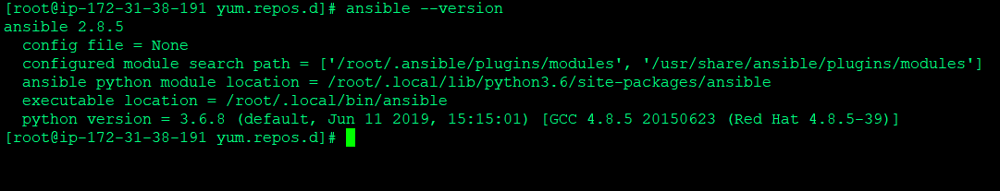 [root@ip-172-31-38-191 yum.repos.d]# ansible --version
ansible 2.8.5
  config file = None
  configured module search path = ['/root/.ansible/plugins/modules', '/usr/share/ansible/plugins/modules']
  ansible python module location = /root/.local/lib/python3.6/site-packages/ansible
  executable location = /root/.local/bin/ansible
  python version = 3.6.8 (default, Jun 11 2019, 15:15:01) [GCC 4.8.5 20150623 (Red Hat 4.8.5-39)]
[root@ip-172-31-38-191 yum.repos.d]#